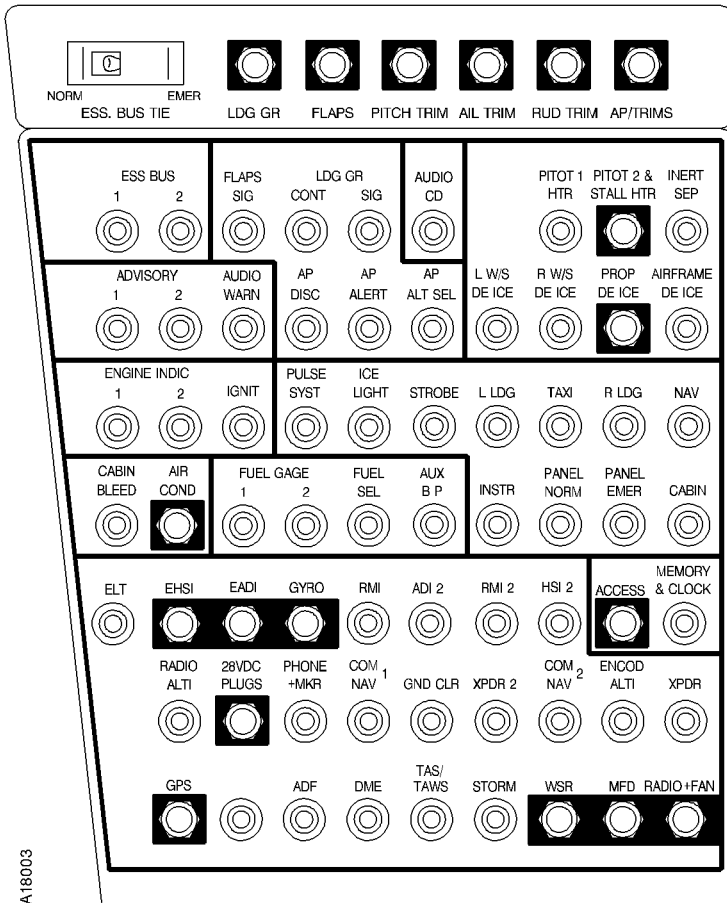 NORM EMER
ESS. BUS TIE LDG GR FLAPS PITCH TRIM AIL TRIM RUD TRIM AP/TRIMS
ESS BUS FLAPS LDG GR AUDIO PITOT 1 PITOT 2 & INERT
1 2 SIG CONT SIG CD HTR STALL HTR SEP
ADVISORY AUDIO AP AP AP L W/S R W/S PROP AIRFRAME
1 2 WARN DISC ALERT ALT SEL DE ICE DE ICE DE ICE DE ICE
ENGINE INDIC PULSE ICE
1 2 IGNIT SYST LIGHT STROBE L LDG TAXI R LDG NAV
CABIN AIR FUEL GAGE FUEL AUX PANEL PANEL
BLEED COND 1 2 SEL B P INSTR NORM EMER CABIN
MEMORY
ELT EHSI EADI GYRO RMI ADI 2 RMI 2 HSI 2 ACCESS & CLOCK
RADIO 28VDC PHONE COM 1 COM 2 ENCOD
ALTI PLUGS +MKR NAV GND CLR XPDR 2 NAV ALTI XPDR
TAS/
GPS ADF DME TAWS STORM WSR MFD RADIO+FAN
A18003